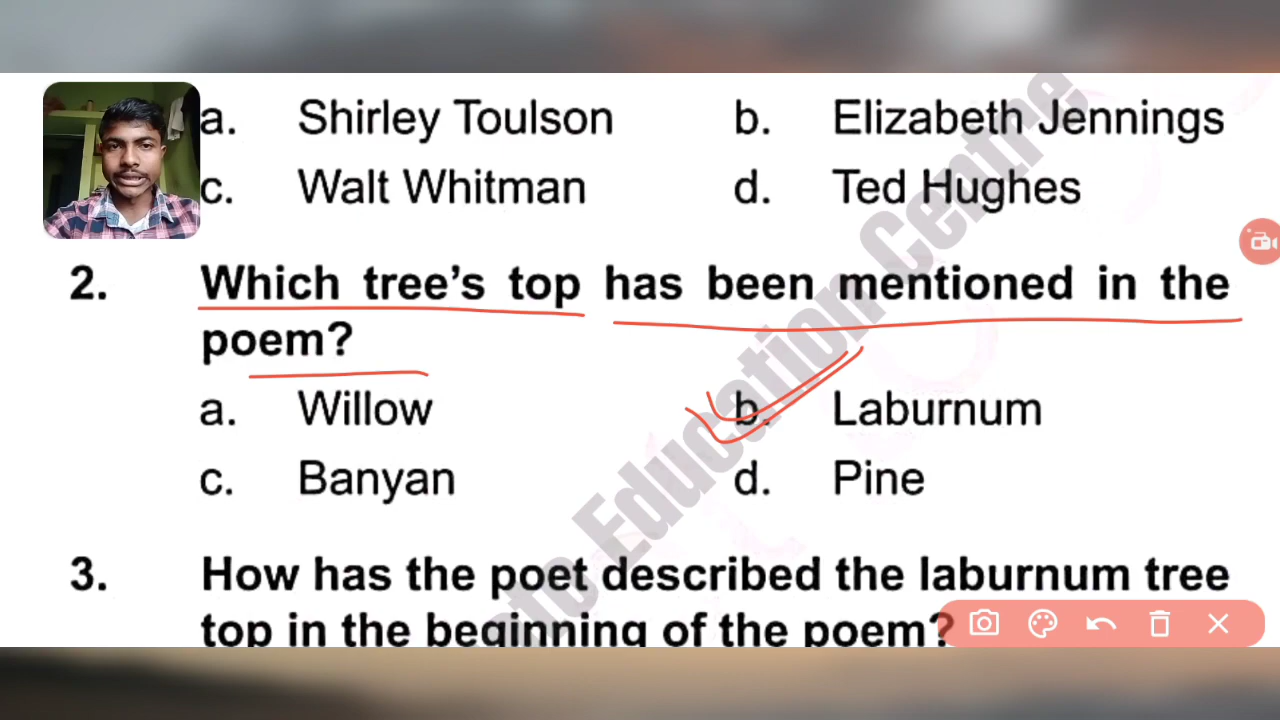 a. Shirley Toulson b. Elizabeth Jennings
c. Walt Whitman d. Ted Hughes
2. Which tree's top has been mentioned in the
poem?
a. Willow b. Laburnum
c. Banyan d. Pine
3. How has the poet described the laburnum tree
top in the beginning of the poem?
Education Centre